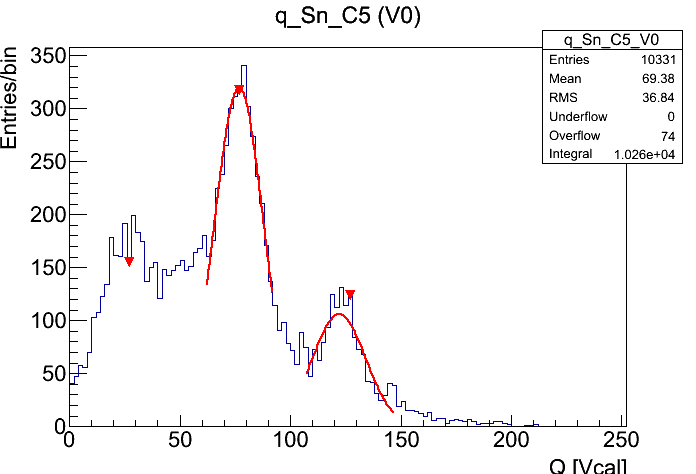 q_Sn_C5 (V0)
Entries/bin
q_Sn_C5_V0
Entries 10331
Mean 69.38
RMS 36.84
Underflow 0
Overflow 74
Integral 1.026e+04
350
300
250
200
150
100
50
0
0 50 100 150 200 250
Q [Vcal]